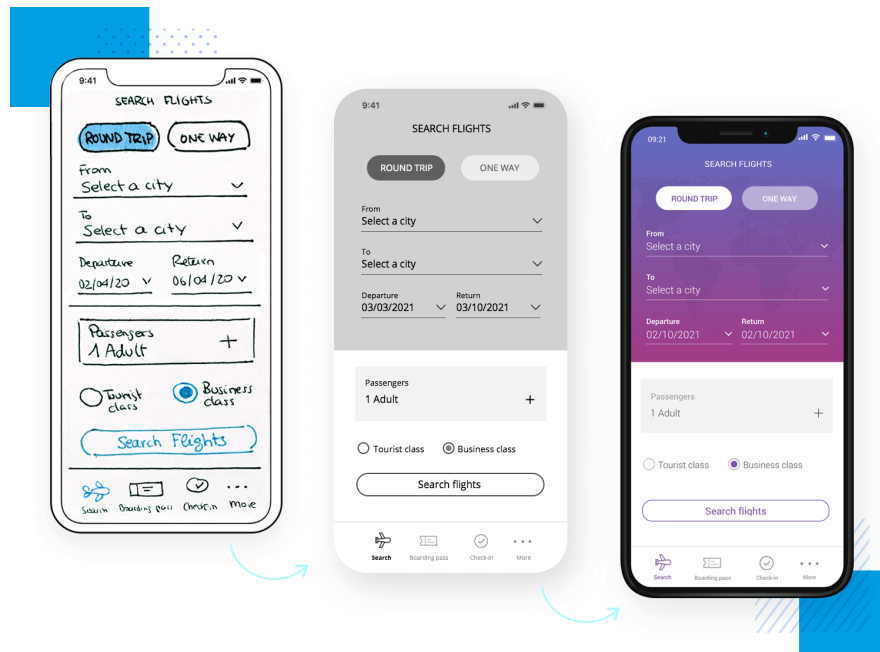 9:41
SEARCH FLIGHTS
ROUND TRIP
ONE WAY
From
Select a city
To
Select a city
Departure Return
02/04/20 06/04/20
Passengers
1 Adult
+
Tourist class
Business class
Search Flights
Search Boarding pass Check-in More
9:41
SEARCH FLIGHTS
ROUND TRIP
ONE WAY
From
Select a city
To
Select a city
Departure Return
03/03/2021 03/10/2021
Passengers
1 Adult
+
Tourist class Business class
Search flights
Search Boarding pass Check-in More
09:21
SEARCH FLIGHTS
ROUND TRIP
ONE WAY
From
Select a city
To
Select a city
Departure Return
02/10/2021 02/10/2021
Passengers
1 Adult
+
Tourist class Business class
Search flights
Search Boarding pass Check-in More